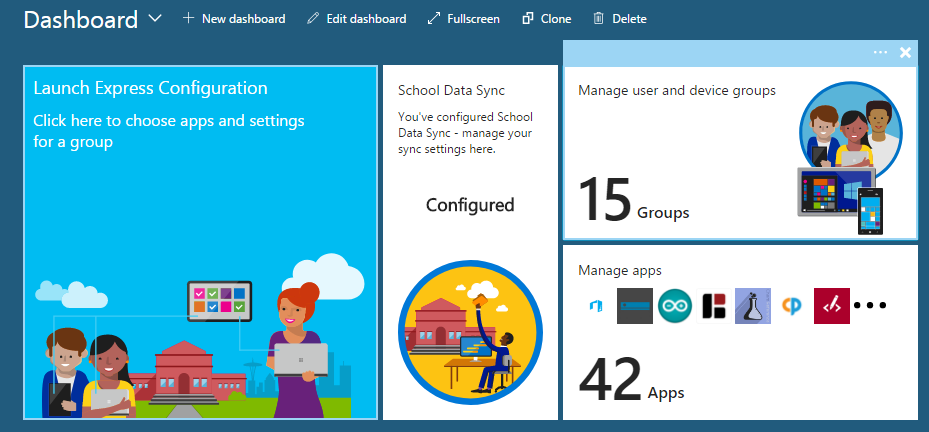 Dashboard
New dashboard
Edit dashboard
Fullscreen
Clone
Delete
Launch Express Configuration
Click here to choose apps and settings
for a group
School Data Sync
You've configured School
Data Sync - manage your
sync settings here.
Configured
Manage user and device groups
15 Groups
Manage apps
42 Apps